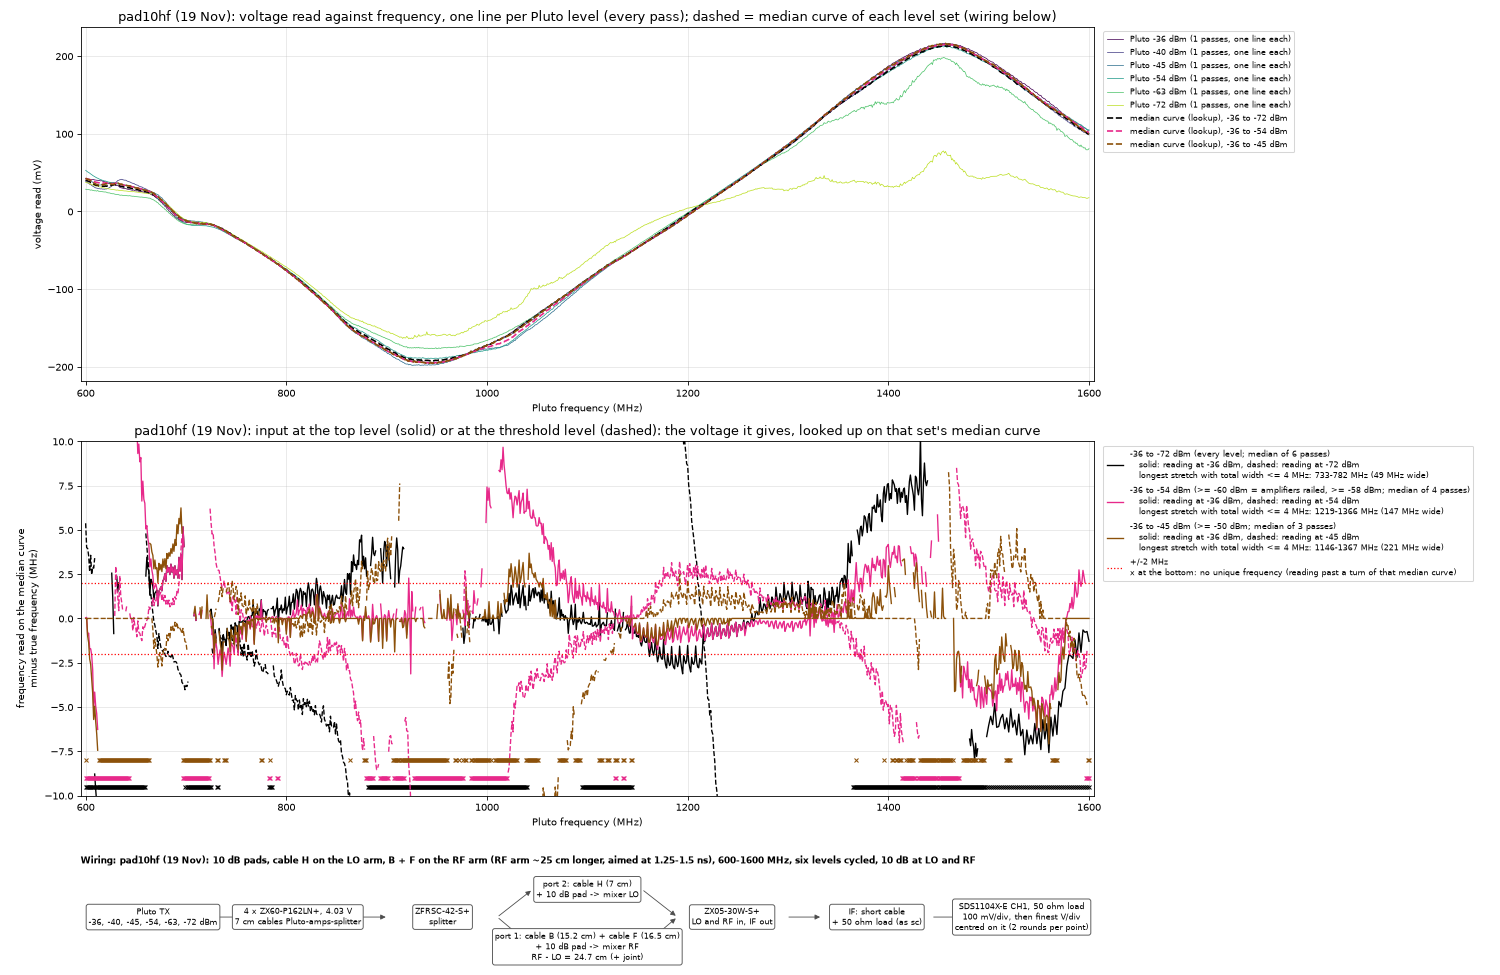 pad10hf (19 Nov): voltage read against frequency, one line per Pluto level (every pass); dashed = median curve of each level set (wiring below)
200
100
0
−100
−200
voltage read (mV)
600
800
1000
1200
1400
1600
Pluto frequency (MHz)
Pluto -36 dBm (1 passes, one line each)
Pluto -40 dBm (1 passes, one line each)
Pluto -45 dBm (1 passes, one line each)
Pluto -54 dBm (1 passes, one line each)
Pluto -63 dBm (1 passes, one line each)
Pluto -72 dBm (1 passes, one line each)
median curve (lookup), -36 to -72 dBm
median curve (lookup), -36 to -54 dBm
median curve (lookup), -36 to -45 dBm
pad10hf (19 Nov): input at the top level (solid) or at the threshold level (dashed): the voltage it gives, looked up on that set's median curve
10.0
7.5
5.0
2.5
0.0
−2.5
−5.0
−7.5
−10.0
frequency read on the median curve
minus true frequency (MHz)
600
800
1000
1200
1400
1600
Pluto frequency (MHz)
-36 to -72 dBm (every level; median of 6 passes)
solid: reading at -36 dBm, dashed: reading at -72 dBm
longest stretch with total width <= 4 MHz: 733-782 MHz (49 MHz wide)
-36 to -54 dBm (>= -60 dBm = amplifiers railed, >= -58 dBm; median of 4 passes)
solid: reading at -36 dBm, dashed: reading at -54 dBm
longest stretch with total width <= 4 MHz: 1219-1366 MHz (147 MHz wide)
-36 to -45 dBm (>= -50 dBm; median of 3 passes)
solid: reading at -36 dBm, dashed: reading at -45 dBm
longest stretch with total width <= 4 MHz: 1146-1367 MHz (221 MHz wide)
+/-2 MHz
x at the bottom: no unique frequency (reading past a turn of that median curve)
Wiring: pad10hf (19 Nov): 10 dB pads, cable H on the LO arm, B + F on the RF arm (RF arm ~25 cm longer, aimed at 1.25-1.5 ns), 600-1600 MHz, six levels cycled, 10 dB at LO and RF
Pluto TX
-36, -40, -45, -54, -63, -72 dBm
4 x ZX60-P162LN+, 4.03 V
7 cm cables Pluto-amps-splitter
ZFRSC-42-S+
splitter
port 2: cable H (7 cm)
+ 10 dB pad -> mixer LO
port 1: cable B (15.2 cm) + cable F (16.5 cm)
+ 10 dB pad -> mixer RF
RF - LO = 24.7 cm (+ joint)
ZX05-30W-S+
LO and RF in, IF out
IF: short cable
+ 50 ohm load (as sc)
SDS1104X-E CH1, 50 ohm load
100 mV/div, then finest V/div
centred on it (2 rounds per point)